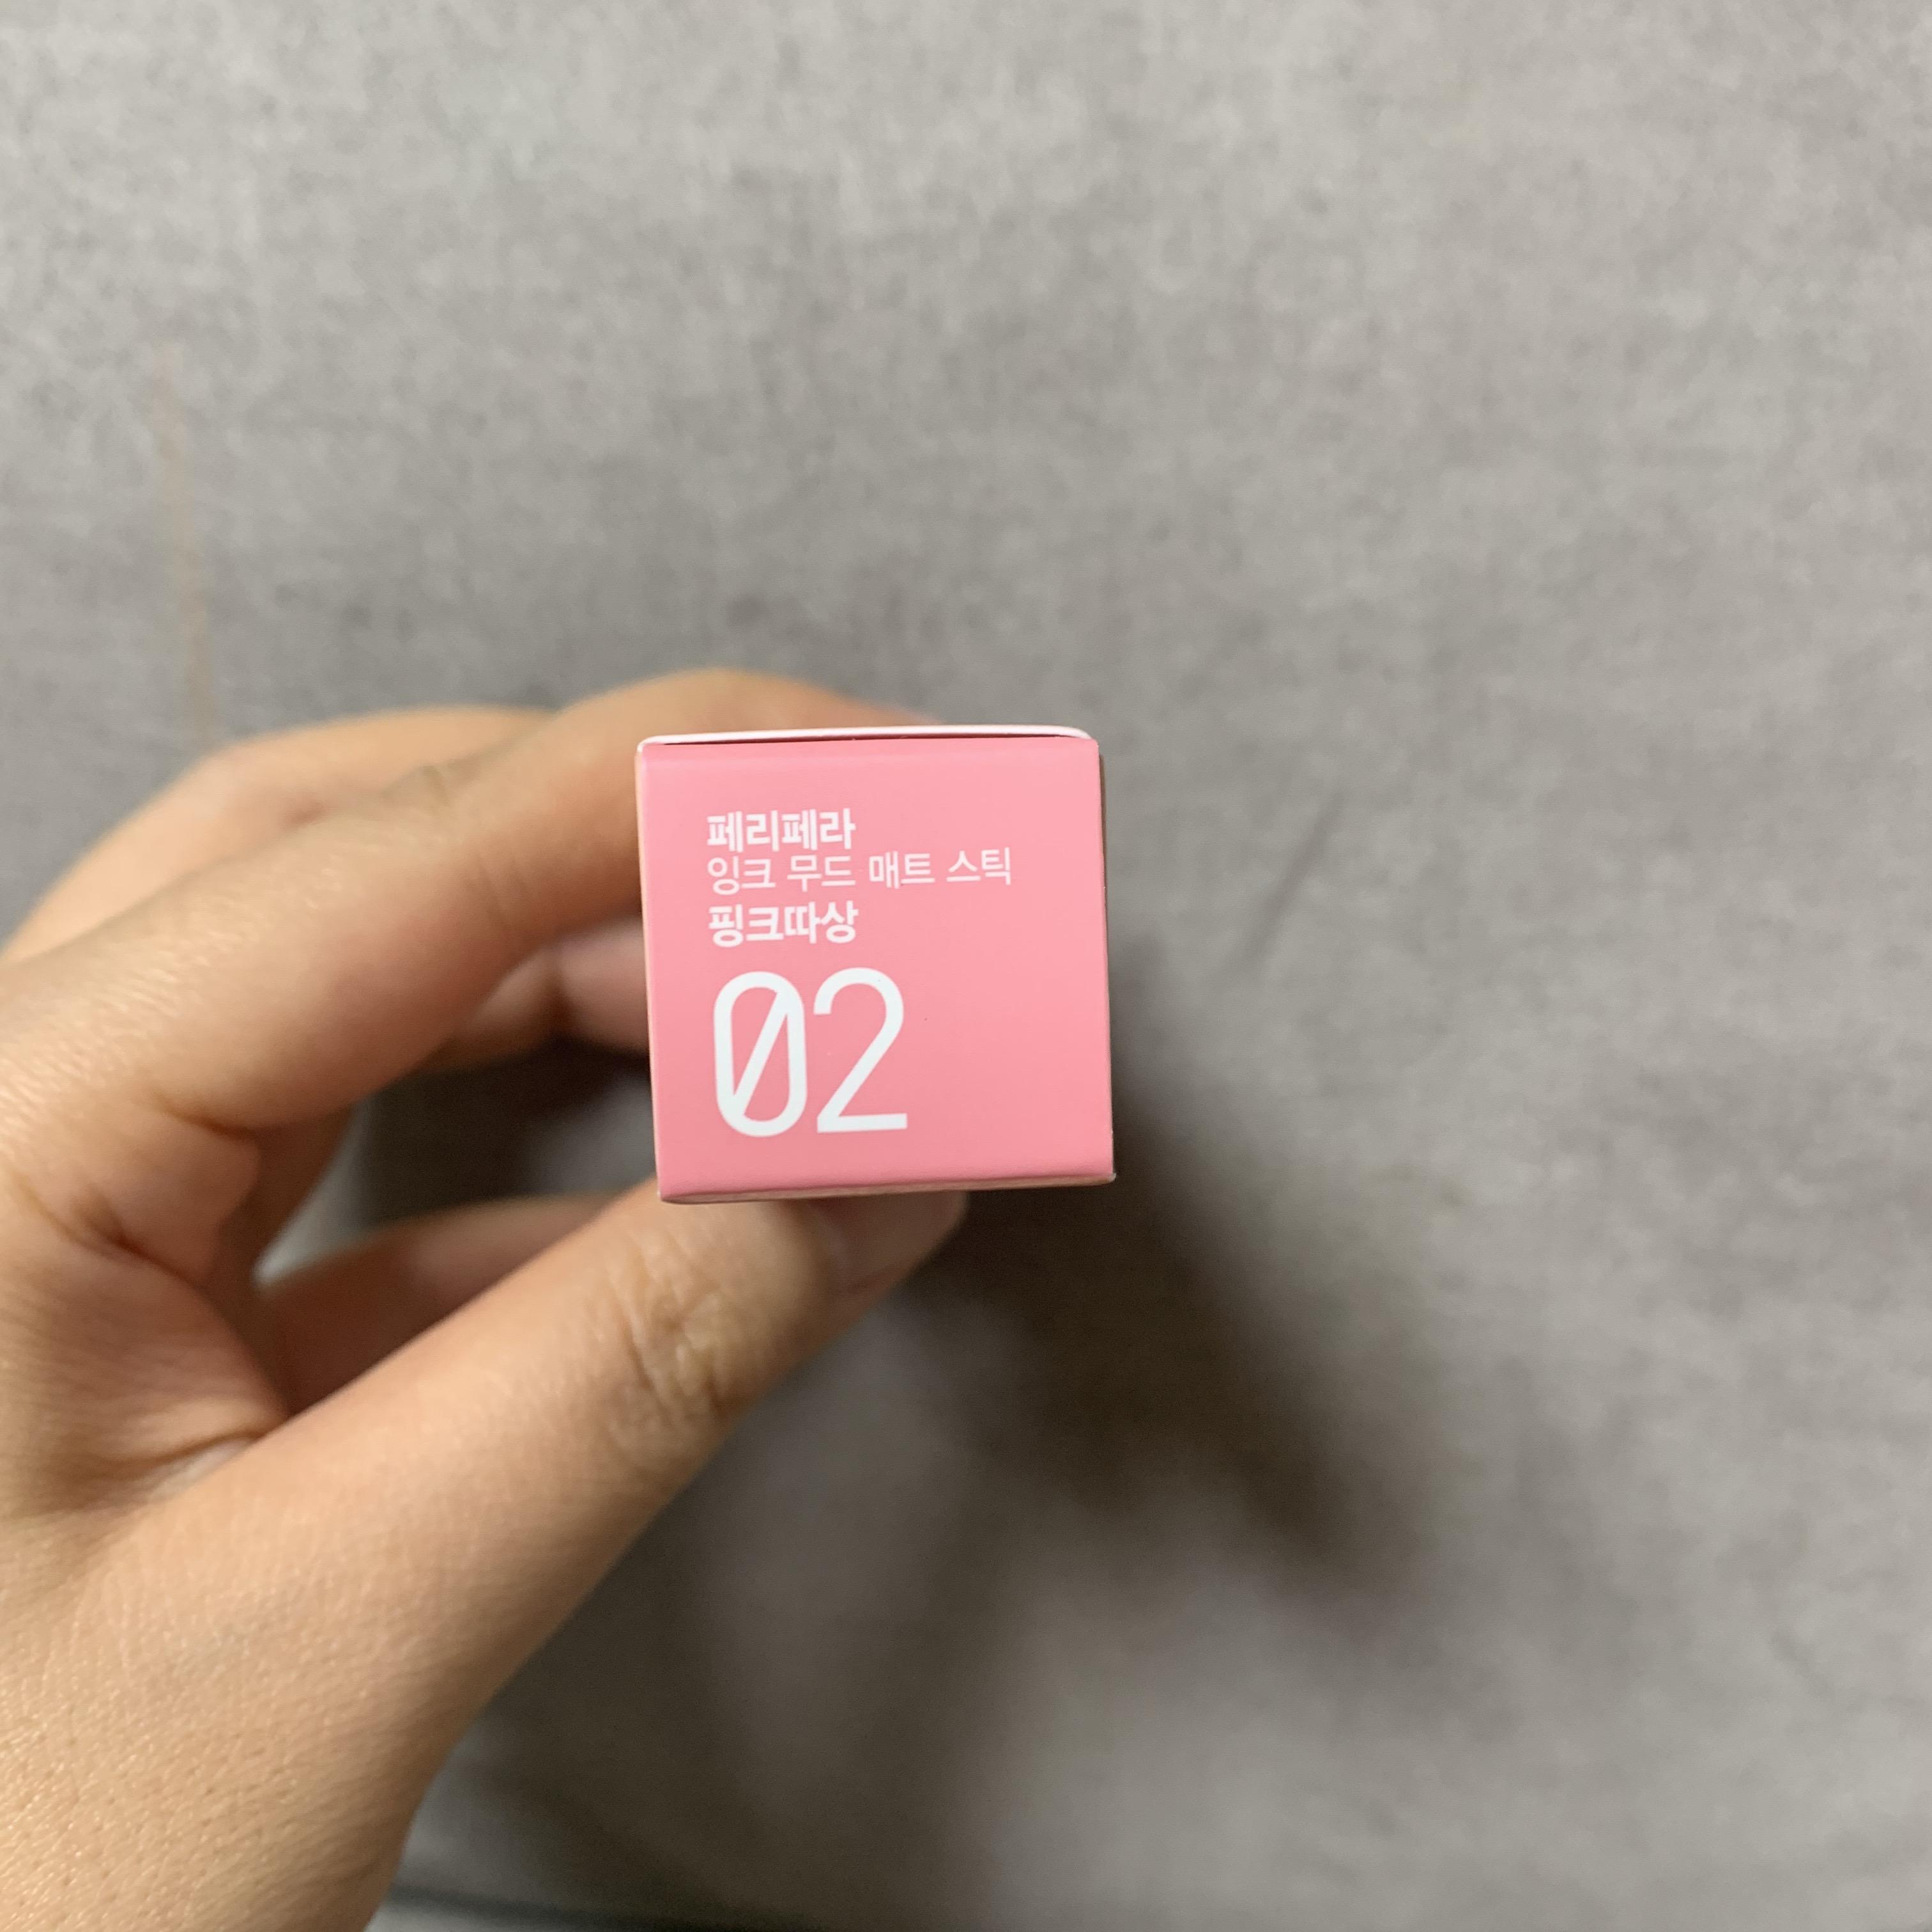 페리페라
잉크 무드 매트 스틱
핑크따상
02